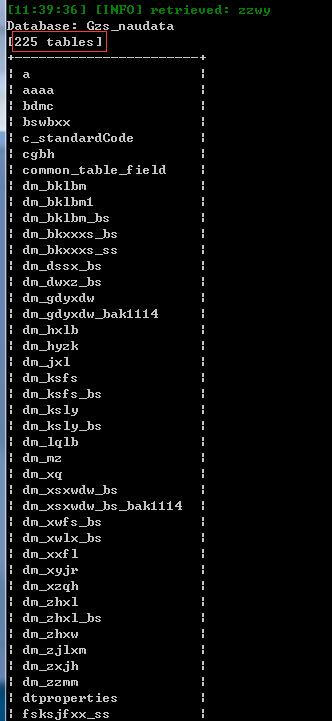 [11:39:36] [INFO] retrieved: zzwy
Database: Gzs_naudata
[225 tables]
+-------------------------+
| a |
| aaaa |
| bdmc |
| bswbxx |
| c_standardCode |
| cgbh |
| common_table_field |
| dm_bklbm |
| dm_bklbm1 |
| dm_bklbm_bs |
| dm_bkxxxs_bs |
| dm_bkxxxs_ss |
| dm_dssx_bs |
| dm_dwxz_bs |
| dm_gdyxdw |
| dm_gdyxdw_bak1114 |
| dm_hxlb |
| dm_hyzk |
| dm_jxl |
| dm_ksfs |
| dm_ksfs_bs |
| dm_ksly |
| dm_ksly_bs |
| dm_lqlb |
| dm_mz |
| dm_xq |
| dm_xsxwdw_bs |
| dm_xsxwdw_bs_bak1114 |
| dm_xwfs_bs |
| dm_xwlx_bs |
| dm_xxfl |
| dm_xyjr |
| dm_xzqh |
| dm_zhxl |
| dm_zhxl_bs |
| dm_zhxw |
| dm_zjlxm |
| dm_zxjh |
| dm_zzmm |
| dtproperties |
| fsksjfxx_ss |